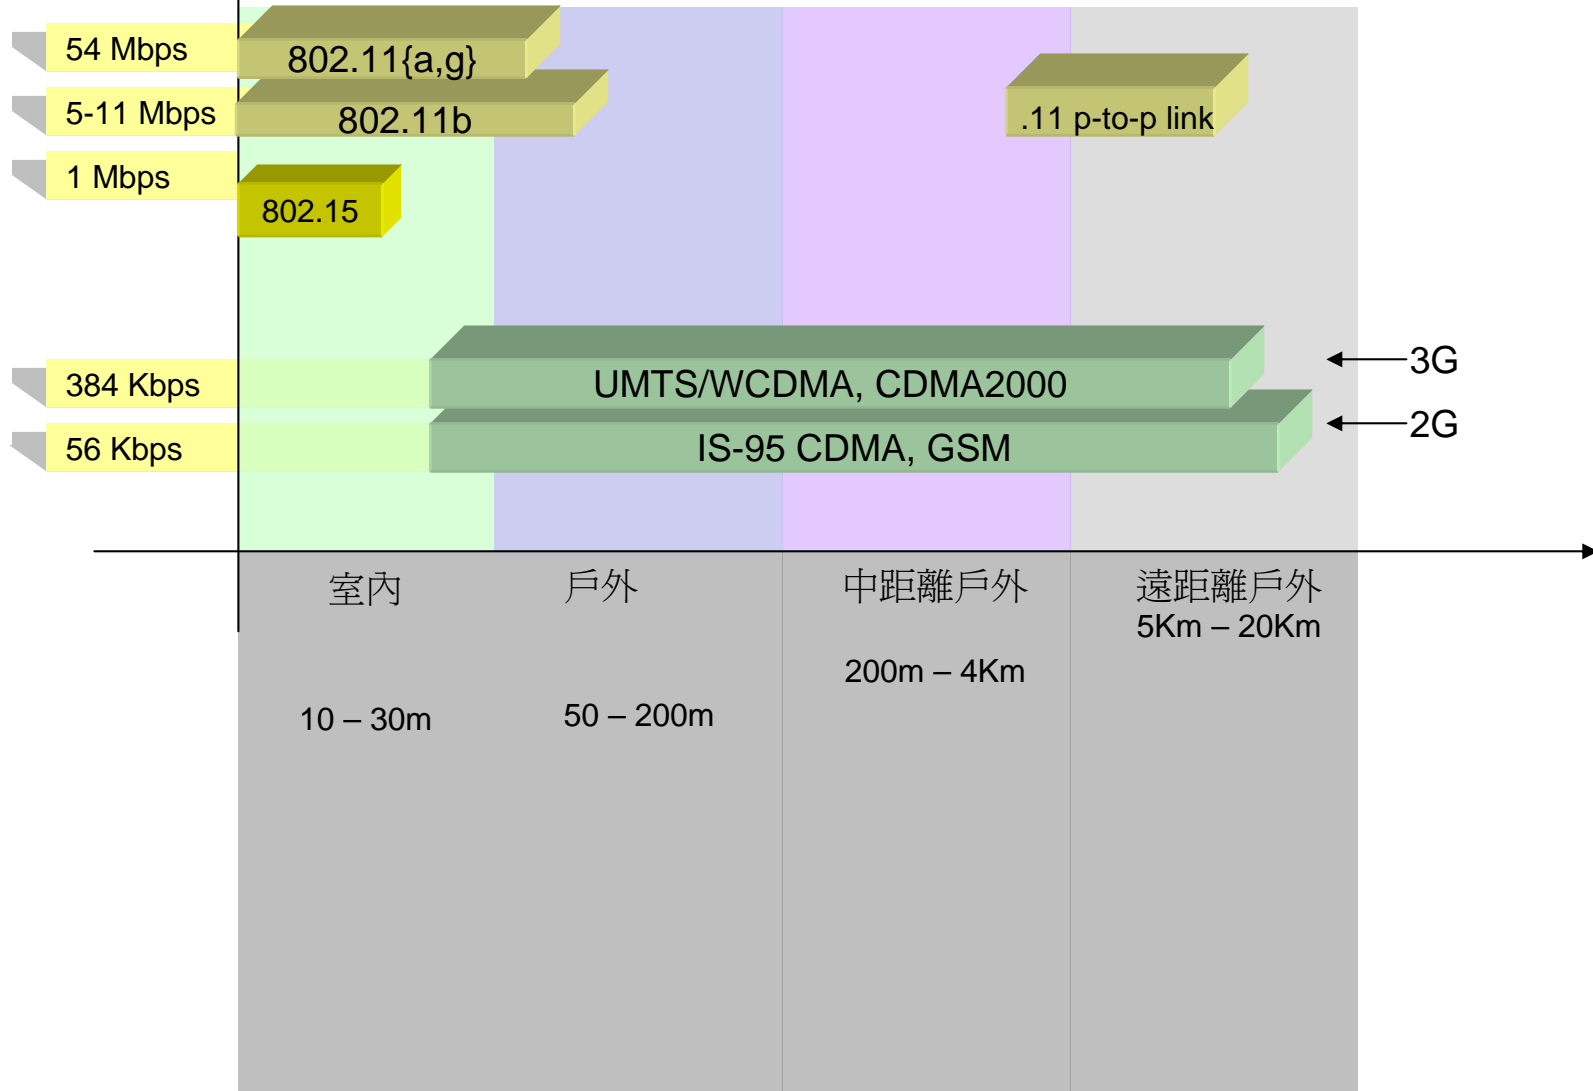 54 Mbps
802.11{a,g}
5-11 Mbps
802.11b
.11 p-to-p link
1 Mbps
802.15
384 Kbps
UMTS/WCDMA, CDMA2000
3G
56 Kbps
IS-95 CDMA, GSM
2G
室內
戶外
中距離戶外
遠距離戶外
5Km – 20Km
200m – 4Km
10 – 30m
50 – 200m